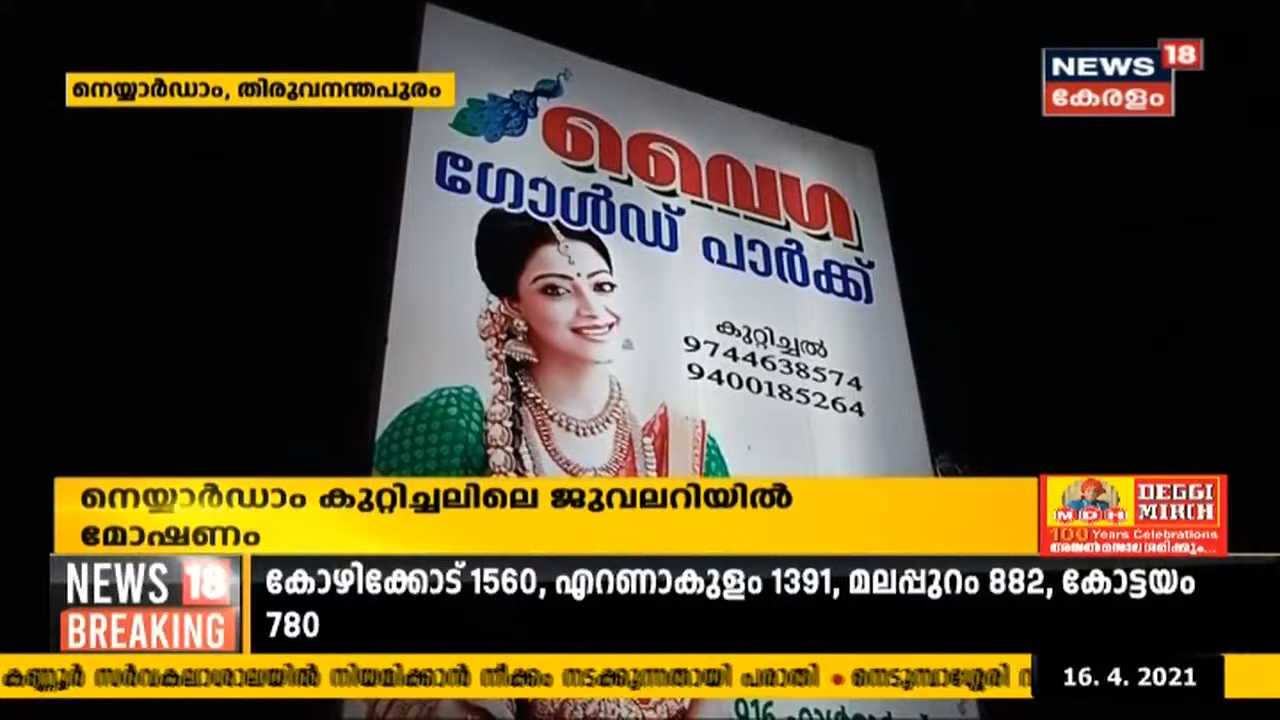 നെയ്യാർഡാം, തിരുവനന്തപുരം
NEWS 18
കേരളം
വൈഗ
ഗോൾഡ് പാർക്ക്
കുറ്റിച്ചൽ
9744638574
9400185264
നെയ്യാർഡാം കുറ്റിച്ചലിലെ ജുവലറിയിൽ
മോഷണം
MDH DEGGI
MIRCH
100 Years Celebrations
NEWS 18
BREAKING
കോഴിക്കോട് 1560, എറണാകുളം 1391, മലപ്പുറം 882, കോട്ടയം
780
കണ്ണൂർ സർവകലാശാലയിൽ നിയമിക്കാൻ നീക്കം നടക്കുന്നതായി പരാതി • നെടുമ്പാശ്ശേരി
16. 4. 2021
916